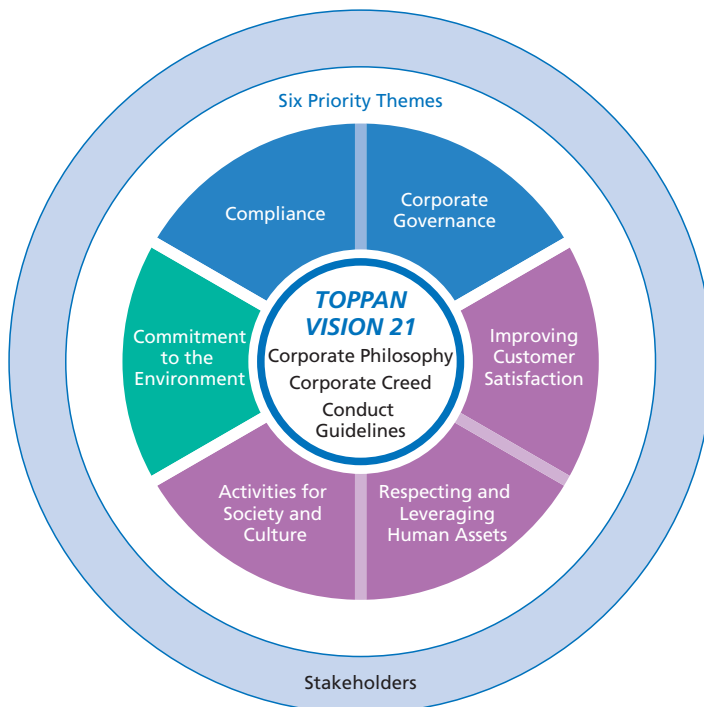 Six Priority Themes
Compliance
Corporate
Governance
Commitment
to the
Environment
TOPPAN
VISION 21
Corporate Philosophy
Corporate Creed
Conduct
Guidelines
Improving
Customer
Satisfaction
Activities for
Society and
Culture
Respecting and
Leveraging
Human Assets
Stakeholders